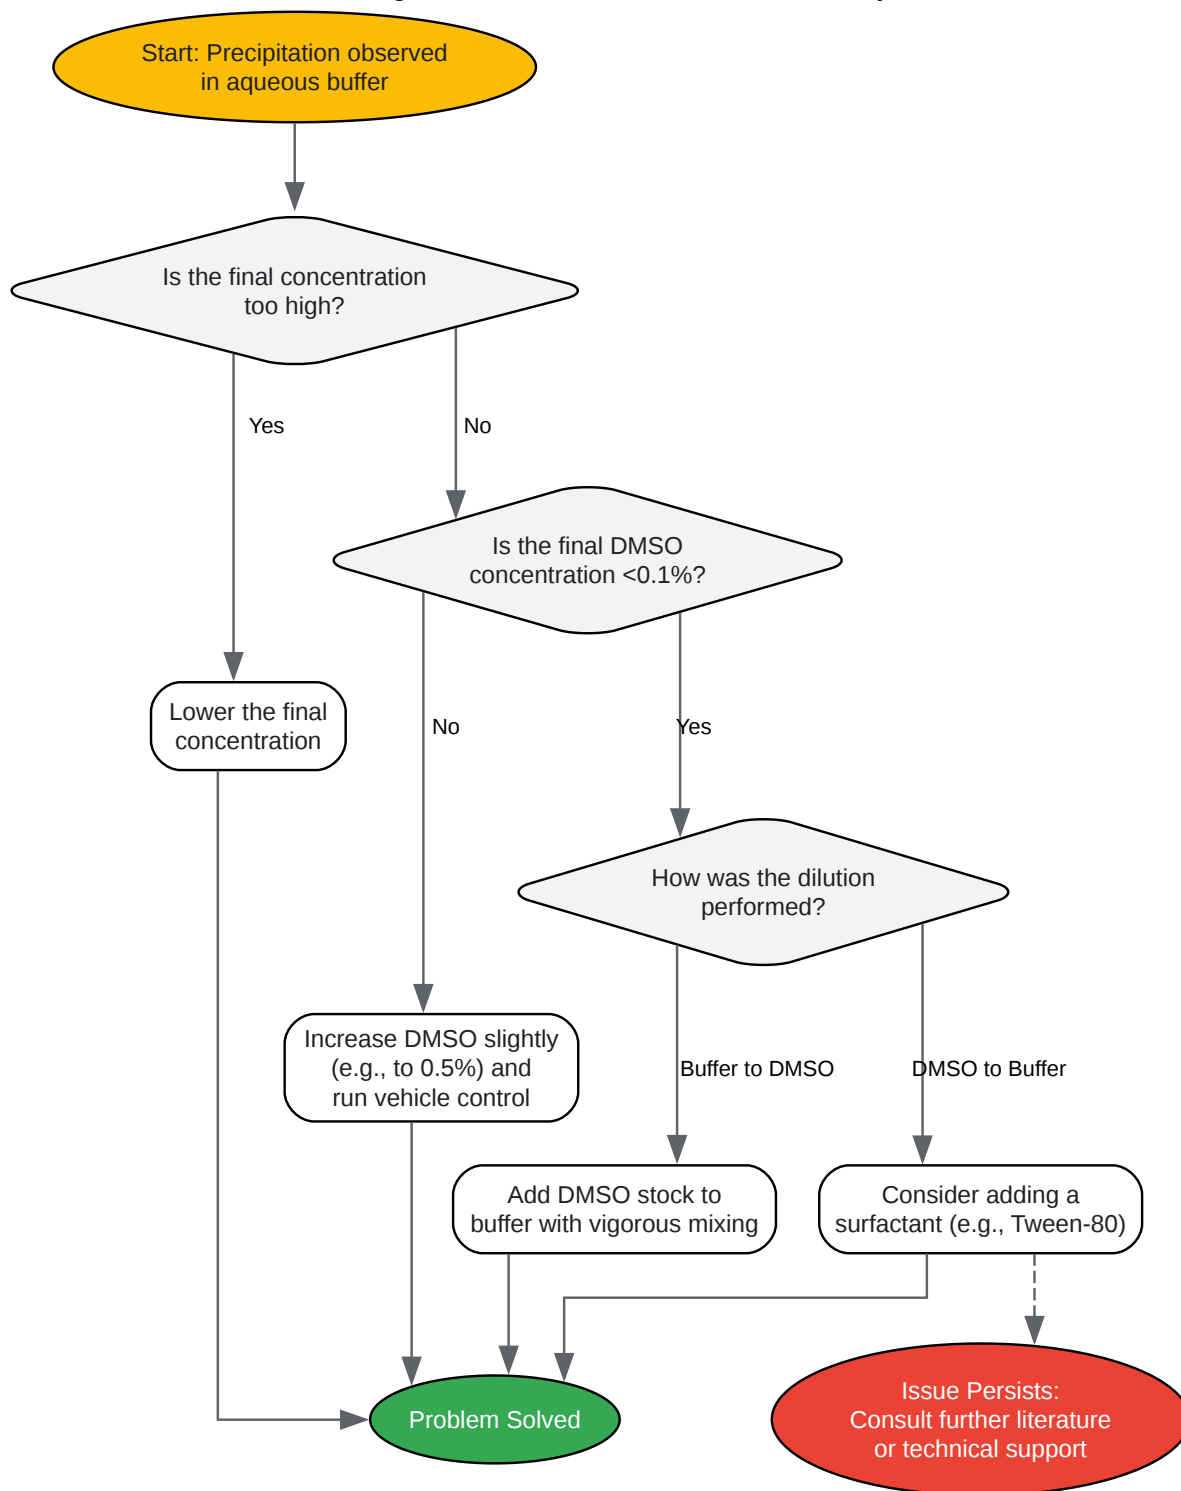 Start: Precipitation observed
in aqueous buffer
Is the final concentration
too high?
Yes
No
Is the final DMSO
concentration <0.1%?
Lower the final
concentration
No
Yes
How was the dilution
performed?
Increase DMSO slightly
(e.g., to 0.5%) and
run vehicle control
Buffer to DMSO
DMSO to Buffer
Add DMSO stock to
buffer with vigorous mixing
Consider adding a
surfactant (e.g., Tween-80)
Problem Solved
Issue Persists:
Consult further literature
or technical support